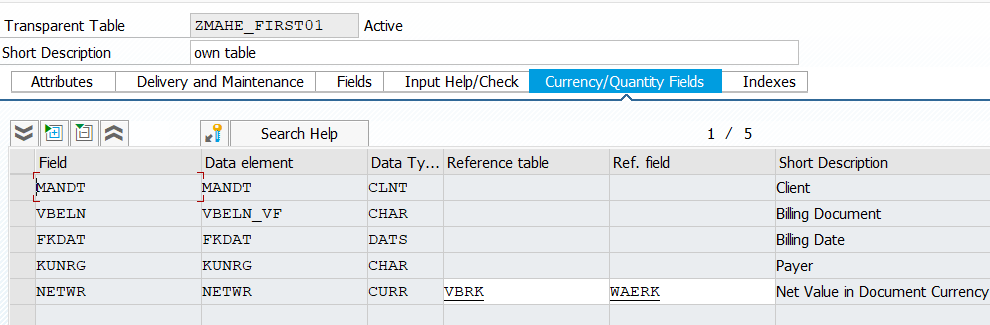 Transparent Table ZMAHE_FIRST01 Active
Short Description own table
Attributes Delivery and Maintenance Fields Input Help/Check Currency/Quantity Fields Indexes
Search Help 1 / 5
Field Data element Data Ty... Reference table Ref. field Short Description
MANDT MANDT CLNT Client
VBELN VBELN_VF CHAR Billing Document
FKDAT FKDAT DATS Billing Date
KUNRG KUNRG CHAR Payer
NETWR NETWR CURR VBRK WAERK Net Value in Document Currency